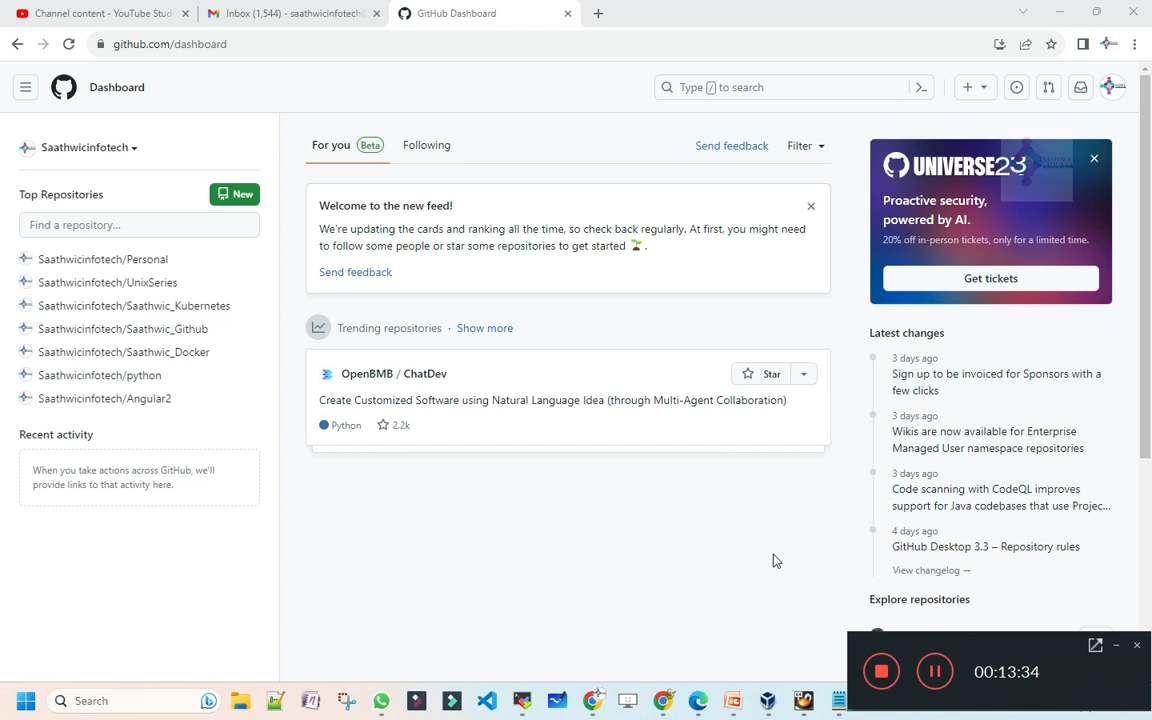 Channel content - YouTube Stud
Inbox (1,544) - saathwicinfotech@
GitHub Dashboard
github.com/dashboard
Dashboard
Type / to search
Saathwicinfotech
Top Repositories
New
Find a repository...
Saathwicinfotech/Personal
Saathwicinfotech/UnixSeries
Saathwicinfotech/Saathwic_Kubernetes
Saathwicinfotech/Saathwic_Github
Saathwicinfotech/Saathwic_Docker
Saathwicinfotech/python
Saathwicinfotech/Angular2
Recent activity
When you take actions across GitHub, we'll
provide links to that activity here.
For you Beta
Following
Send feedback
Filter
Welcome to the new feed!
We're updating the cards and ranking all the time, so check back regularly. At first, you might need
to follow some people or star some repositories to get started 🌱 .
Send feedback
Trending repositories · Show more
OpenBMB / ChatDev
Star
Create Customized Software using Natural Language Idea (through Multi-Agent Collaboration)
Python
2.2k
UNIVERSE23
Proactive security,
powered by AI.
20% off in-person tickets, only for a limited time.
Get tickets
Latest changes
3 days ago
Sign up to be invoiced for Sponsors with a
few clicks
3 days ago
Wikis are now available for Enterprise
Managed User namespace repositories
3 days ago
Code scanning with CodeQL improves
support for Java codebases that use Projec...
4 days ago
GitHub Desktop 3.3 – Repository rules
View changelog →
Explore repositories
00:13:34
Search